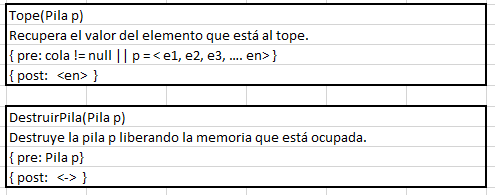 Tope(Pila p)
Recupera el valor del elemento que está al tope.
{ pre: cola != null || p = < e1, e2, e3, …. en> }
{ post: <en> }
DestruirPila(Pila p)
Destruye la pila p liberando la memoria que está ocupada.
{ pre: Pila p}
{ post: <-> }